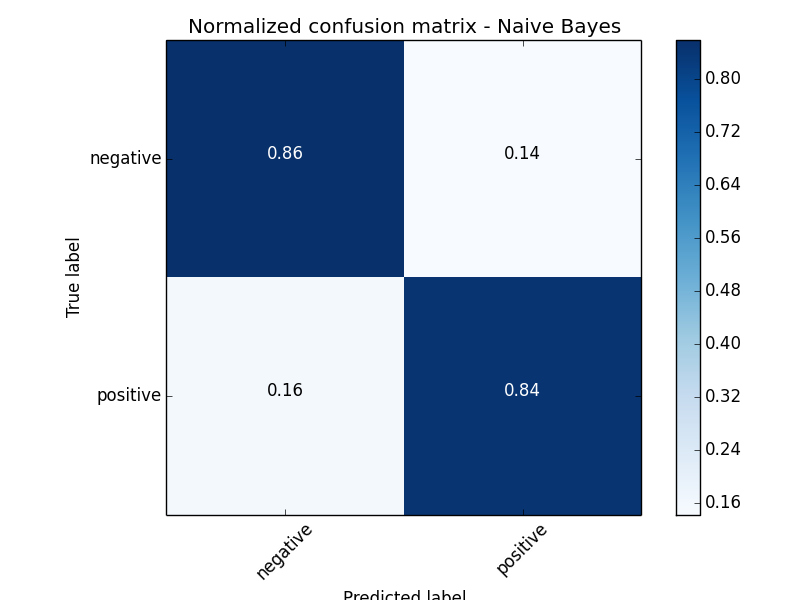 Normalized confusion matrix - Naive Bayes
negative
0.86
0.14
True label
positive
0.16
0.84
negative
positive
Predicted label
0.80
0.72
0.64
0.56
0.48
0.40
0.32
0.24
0.16